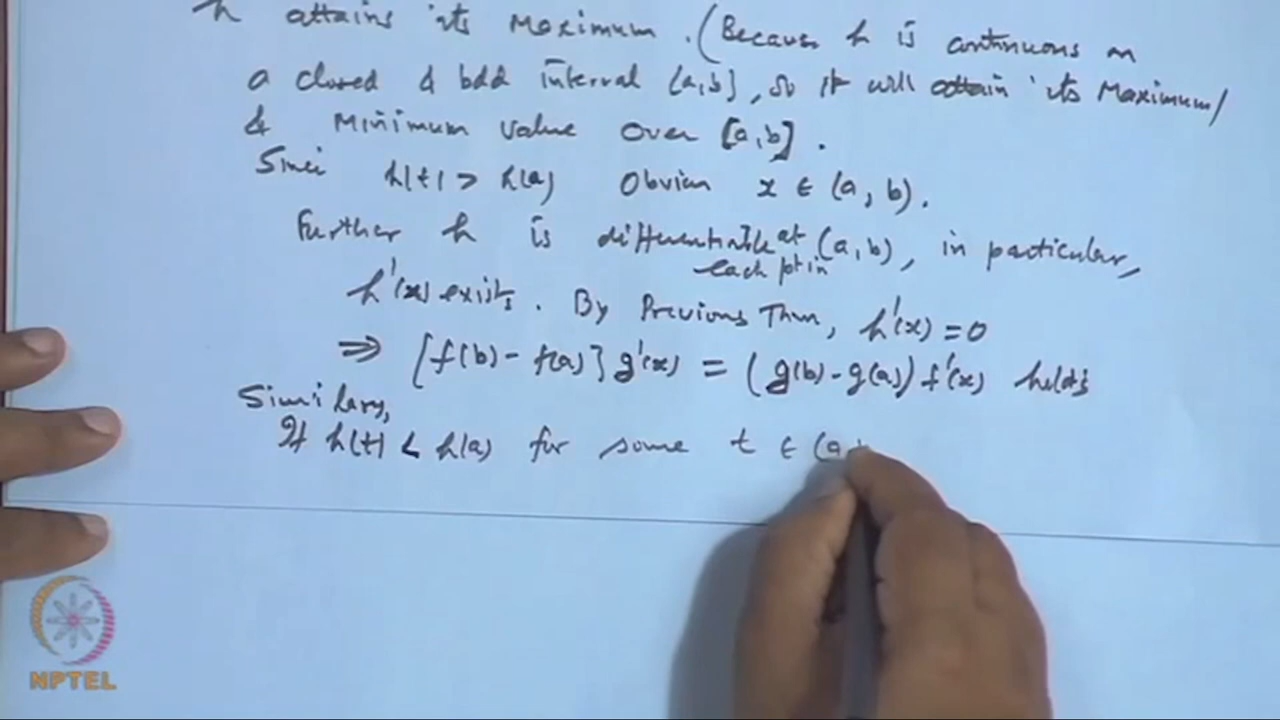 h attains its Maximum. (Because h is continuous on
a closed & bdd interval [a,b], so it will attain its Maximum/
& Minimum value over [a,b].
Since h(t) > h(a) Obvious x ∈ (a, b).
Further h is differentiable at (a,b), in particular,
each pt in
h'(x) exists. By Previous Thm, h'(x) = 0
⇒ [f(b) - f(a)] g'(x) = (g(b) - g(a)) f'(x) holds
Similary,
If h(t) < h(a) for some t ∈ (a
NPTEL